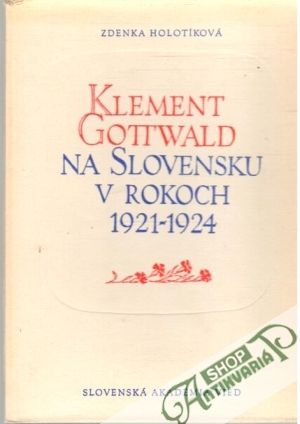 ZDENKA HOLOTÍKOVÁ
KLEMENT
GOTTWALD
NA SLOVENSKU
V ROKOCH
1921-1924
SLOVENSKÁ AKADÉMIA VIED
SHOP
ANTIKVARIAT